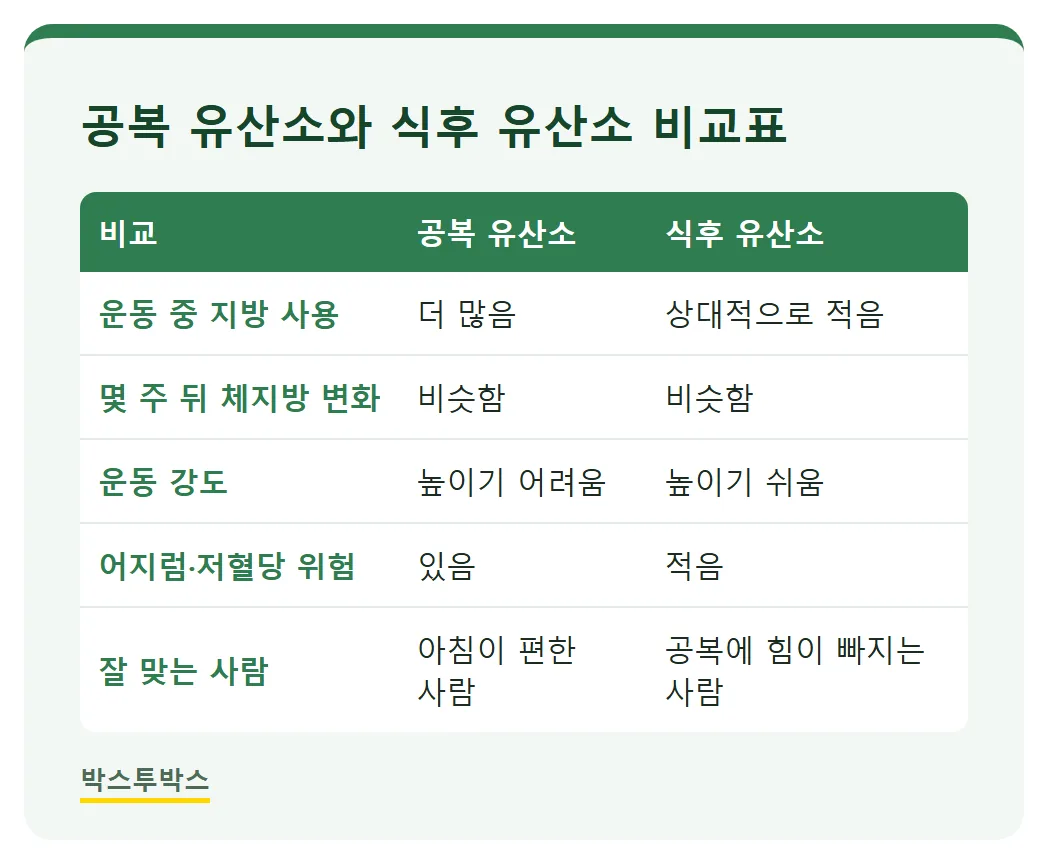 공복 유산소와 식후 유산소 비교표
비교 공복 유산소 식후 유산소
운동 중 지방 사용 더 많음 상대적으로 적음
몇 주 뒤 체지방 변화 비슷함 비슷함
운동 강도 높이기 어려움 높이기 쉬움
어지럼·저혈당 위험 있음 적음
잘 맞는 사람 아침이 편한 사람 공복에 힘이 빠지는 사람
박스투박스